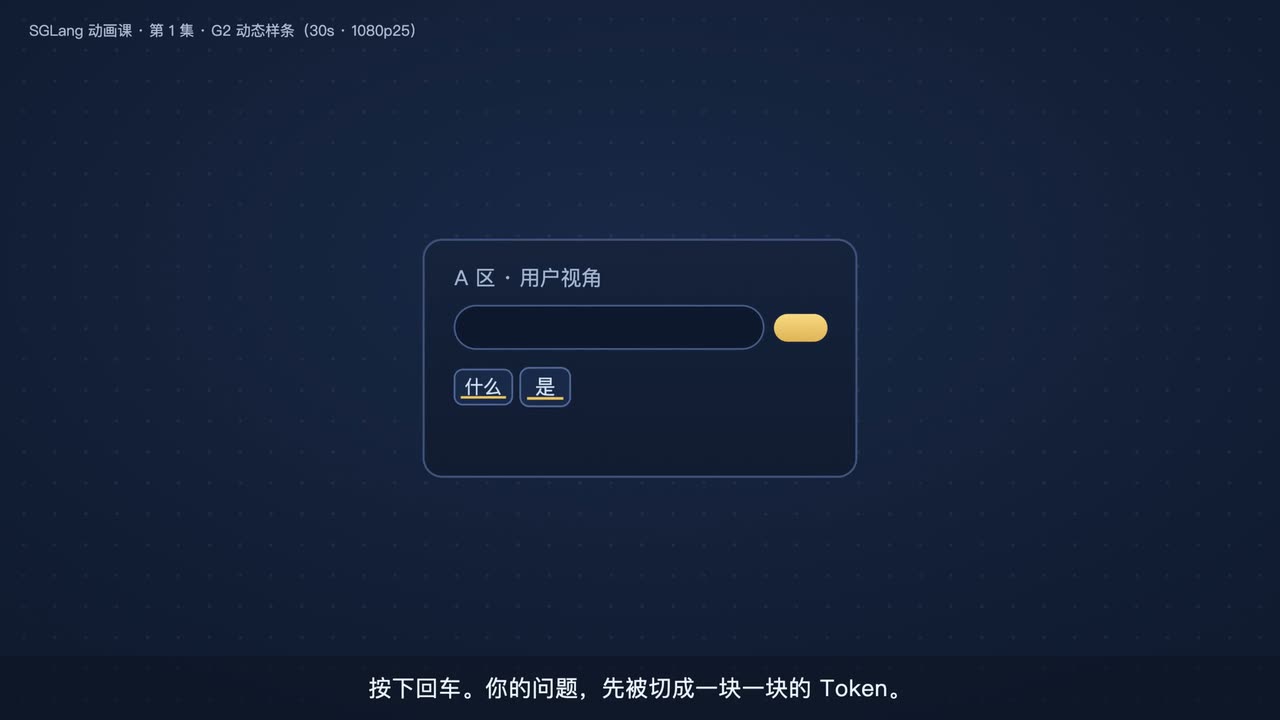 SGLang 动画课 · 第 1 集 · G2 动态样条（30s · 1080p25）
A 区 · 用户视角
什么 是
按下回车。你的问题，先被切成一块一块的 Token。